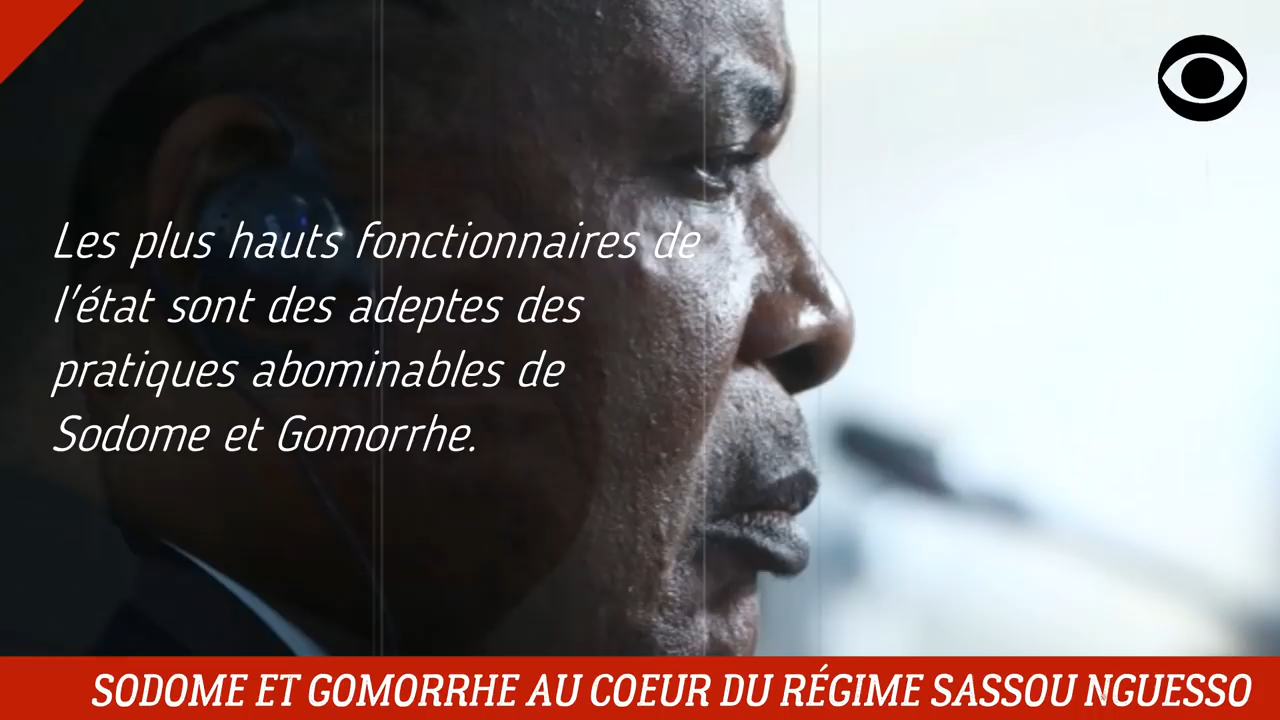 Les plus hauts fonctionnaires de
l'état sont des adeptes des
pratiques abominables de
Sodome et Gomorrhe.
SODOME ET GOMORRHE AU COEUR DU RÉGIME SASSOU NGUESSO